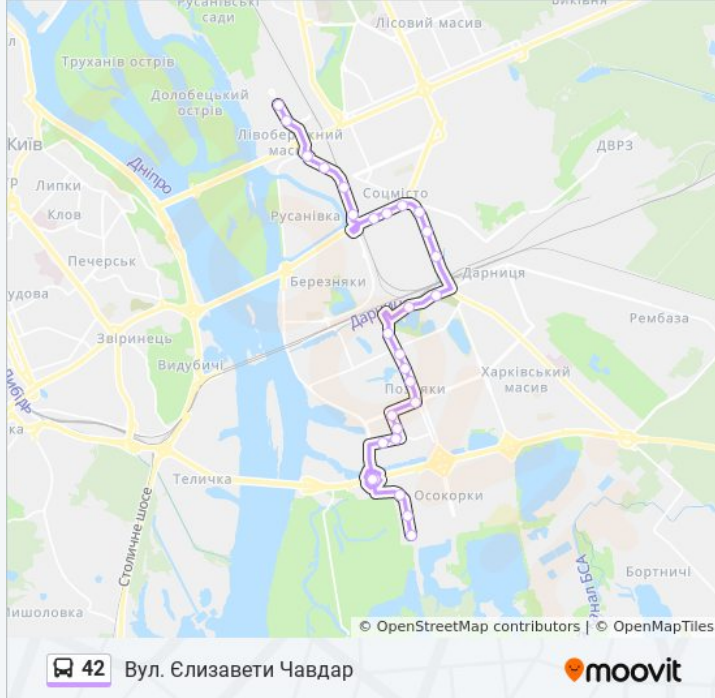 Русанівські
сади
Лісовий масив
Биківня
Труханів острів
Долобецький
острів
Київ
Дніпро
Лівобережний
масив
ДВРЗ
Липки
Клов
Соцмісто
Русанівка
Печерськ
Березняки
Дарниця
Рембаза
Звіринець
Видубичі
Либідь
Позняки
Харківський
масив
Теличка
Осокорки
Столичне шосе
Бортничі
© OpenStreetMap contributors | © OpenMapTiles
42 Вул. Єлизавети Чавдар
moovit